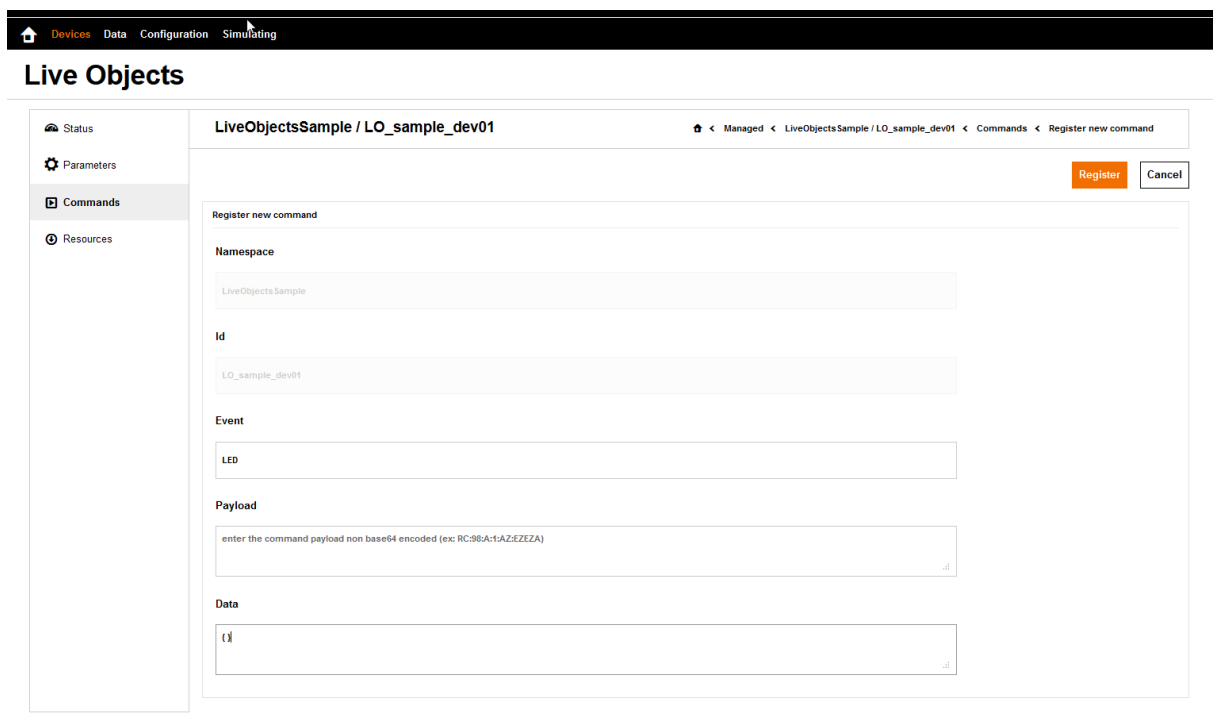 Devices Data Configuration Simulating
Live Objects
Status
Parameters
Commands
Resources
LiveObjectsSample / LO_sample_dev01
Managed < LiveObjectsSample / LO_sample_dev01 < Commands < Register new command
Register Cancel
Register new command
Namespace
LiveObjectsSample
Id
LO_sample_dev01
Event
LED
Payload
enter the command payload non base64 encoded (ex: RC:98:A:1:AZ:EZEZA)
Data
{}